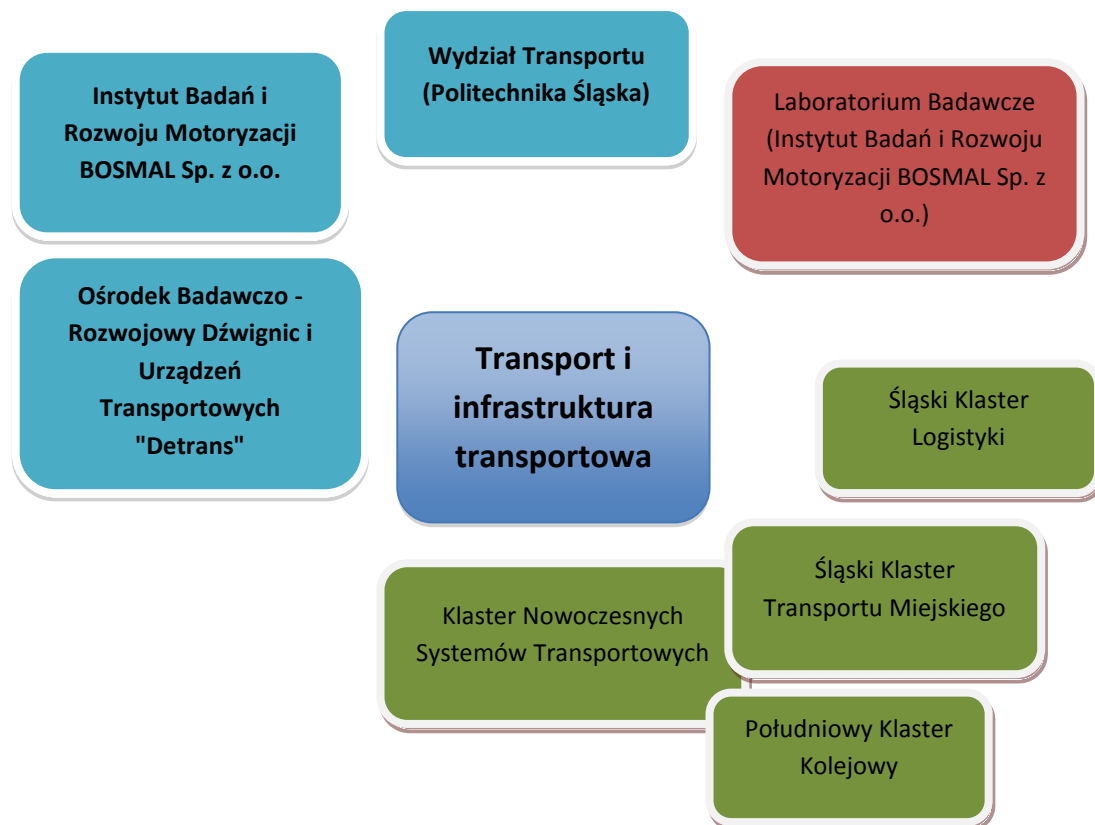 Instytut Badań i
Rozwoju Motoryzacji
BOSMAL Sp. z o.o.
Wydział Transportu
(Politechnika Śląska)
Laboratorium Badawcze
(Instytut Badań i Rozwoju
Motoryzacji BOSMAL Sp. z
o.o.)
Ośrodek Badawczo -
Rozwojowy Dźwignic i
Urządzeń
Transportowych
"Detrans"
Transport i
infrastruktura
transportowa
Śląski Klaster
Logistyki
Śląski Klaster
Transportu Miejskiego
Klaster Nowoczesnych
Systemów Transportowych
Południowy Klaster
Kolejowy